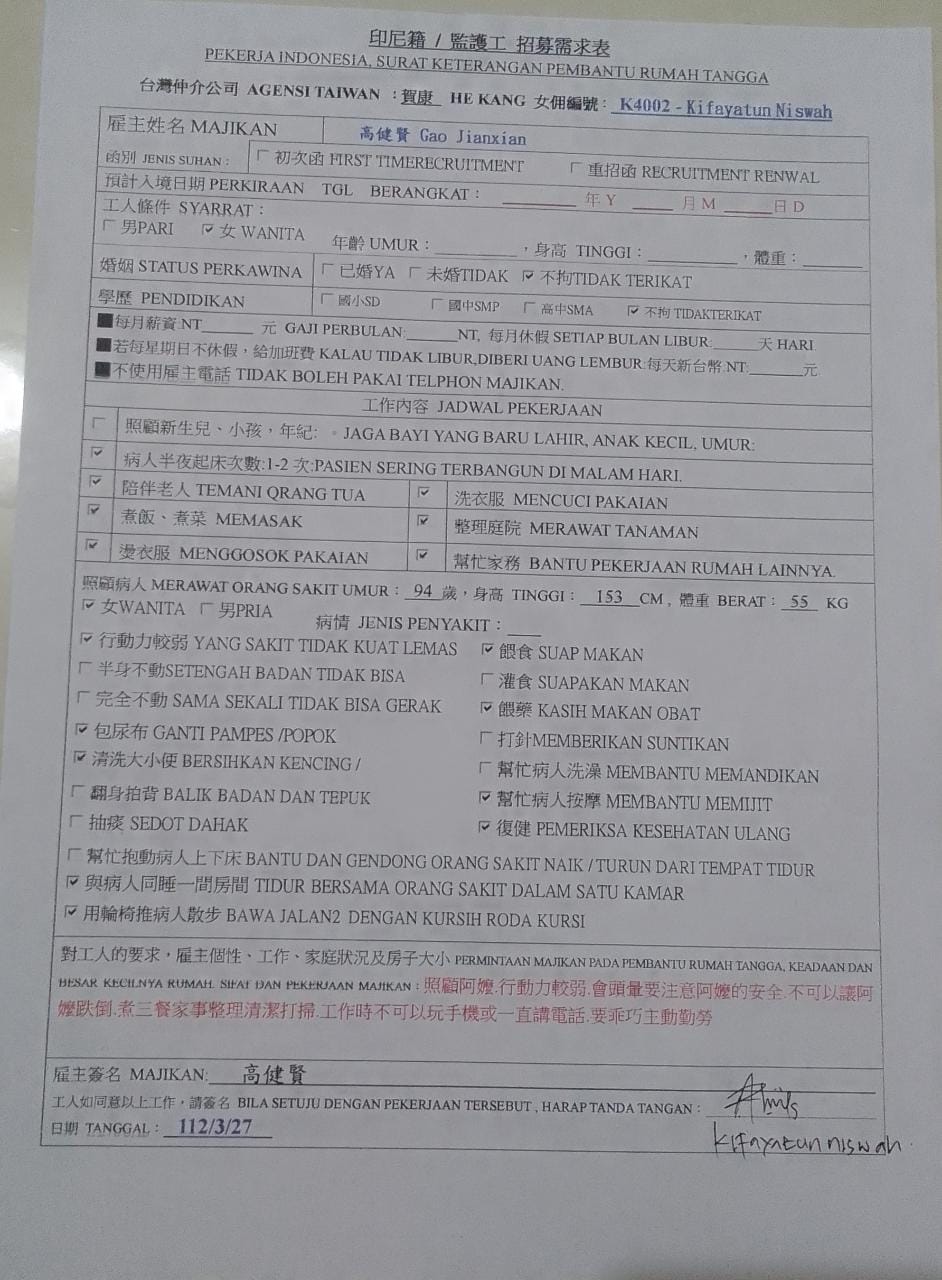 印尼籍 / 監護工 招募需求表
PEKERJA INDONESIA, SURAT KETERANGAN PEMBANTU RUMAH TANGGA
台灣仲介公司 AGENSI TAIWAN : 賀康 HE KANG 女佣編號: K4002 - Kifayatun Niswah
雇主姓名 MAJIKAN 高健賢 Gao Jianxian
函別 JENIS SUHAN : 初次函 FIRST TIMERECRUITMENT 重招函 RECRUITMENT RENWAL
預計入境日期 PERKIRAAN TGL BERANGKAT : ______ 年 Y ____ 月 M ____ 日 D
工人條件 SYARRAT :
男PARI ☑女 WANITA 年齡 UMUR : ______ , 身高 TINGGI : ______ , 體重 : ______
婚姻 STATUS PERKAWINA 已婚YA 未婚TIDAK ☑不拘TIDAK TERIKAT
學歷 PENDIDIKAN 國小SD 國中SMP 高中SMA ☑不拘 TIDAKTERIKAT
■每月薪資:NT______ 元 GAJI PERBULAN:______NT, 每月休假 SETIAP BULAN LIBUR:_____天 HARI
■若每星期日不休假，給加班費 KALAU TIDAK LIBUR,DIBERI UANG LEMBUR:每天新台幣:NT:______元.
■不使用雇主電話 TIDAK BOLEH PAKAI TELPHON MAJIKAN.
工作內容 JADWAL PEKERJAAN
照顧新生兒、小孩，年紀: 。JAGA BAYI YANG BARU LAHIR, ANAK KECIL, UMUR:
☑ 病人半夜起床次數:1-2 次:PASIEN SERING TERBANGUN DI MALAM HARI.
☑ 陪伴老人 TEMANI QRANG TUA ☑ 洗衣服 MENCUCI PAKAIAN
☑ 煮飯、煮菜 MEMASAK ☑ 整理庭院 MERAWAT TANAMAN
☑ 燙衣服 MENGGOSOK PAKAIAN ☑ 幫忙家務 BANTU PEKERJAAN RUMAH LAINNYA.
照顧病人 MERAWAT ORANG SAKIT UMUR : 94 歲 , 身高 TINGGI : 153 CM , 體重 BERAT : 55 KG
☑女WANITA 男PRIA 病情 JENIS PENYAKIT : ___
☑行動力較弱 YANG SAKIT TIDAK KUAT LEMAS ☑餵食 SUAP MAKAN
半身不動SETENGAH BADAN TIDAK BISA 灌食 SUAPAKAN MAKAN
完全不動 SAMA SEKALI TIDAK BISA GERAK ☑餵藥 KASIH MAKAN OBAT
☑包尿布 GANTI PAMPES /POPOK 打針MEMBERIKAN SUNTIKAN
☑清洗大小便 BERSIHKAN KENCING / 幫忙病人洗澡 MEMBANTU MEMANDIKAN
翻身拍背 BALIK BADAN DAN TEPUK ☑幫忙病人按摩 MEMBANTU MEMIJIT
抽痰 SEDOT DAHAK ☑復健 PEMERIKSA KESEHATAN ULANG
幫忙抱動病人上下床 BANTU DAN GENDONG ORANG SAKIT NAIK / TURUN DARI TEMPAT TIDUR
☑與病人同睡一間房間 TIDUR BERSAMA ORANG SAKIT DALAM SATU KAMAR
☑用輪椅推病人散步 BAWA JALAN2 DENGAN KURSIH RODA KURSI
對工人的要求，雇主個性、工作、家庭狀況及房子大小 PERMINTAAN MAJIKAN PADA PEMBANTU RUMAH TANGGA, KEADAAN DAN
BESAR KECILNYA RUMAH. SIFAT DAN PEKERJAAN MAJIKAN : 照顧阿嬤.行動力較弱.會頭暈要注意阿嬤的安全.不可以讓阿
嬤跌倒.煮三餐家事整理清潔打掃.工作時不可以玩手機或一直講電話.要乖巧主動勤勞
雇主簽名 MAJIKAN: 高健賢
工人如同意以上工作，請簽名 BILA SETUJU DENGAN PEKERJAAN TERSEBUT , HARAP TANDA TANGAN :
日期 TANGGAL : 112/3/27
Kifayatun niswah